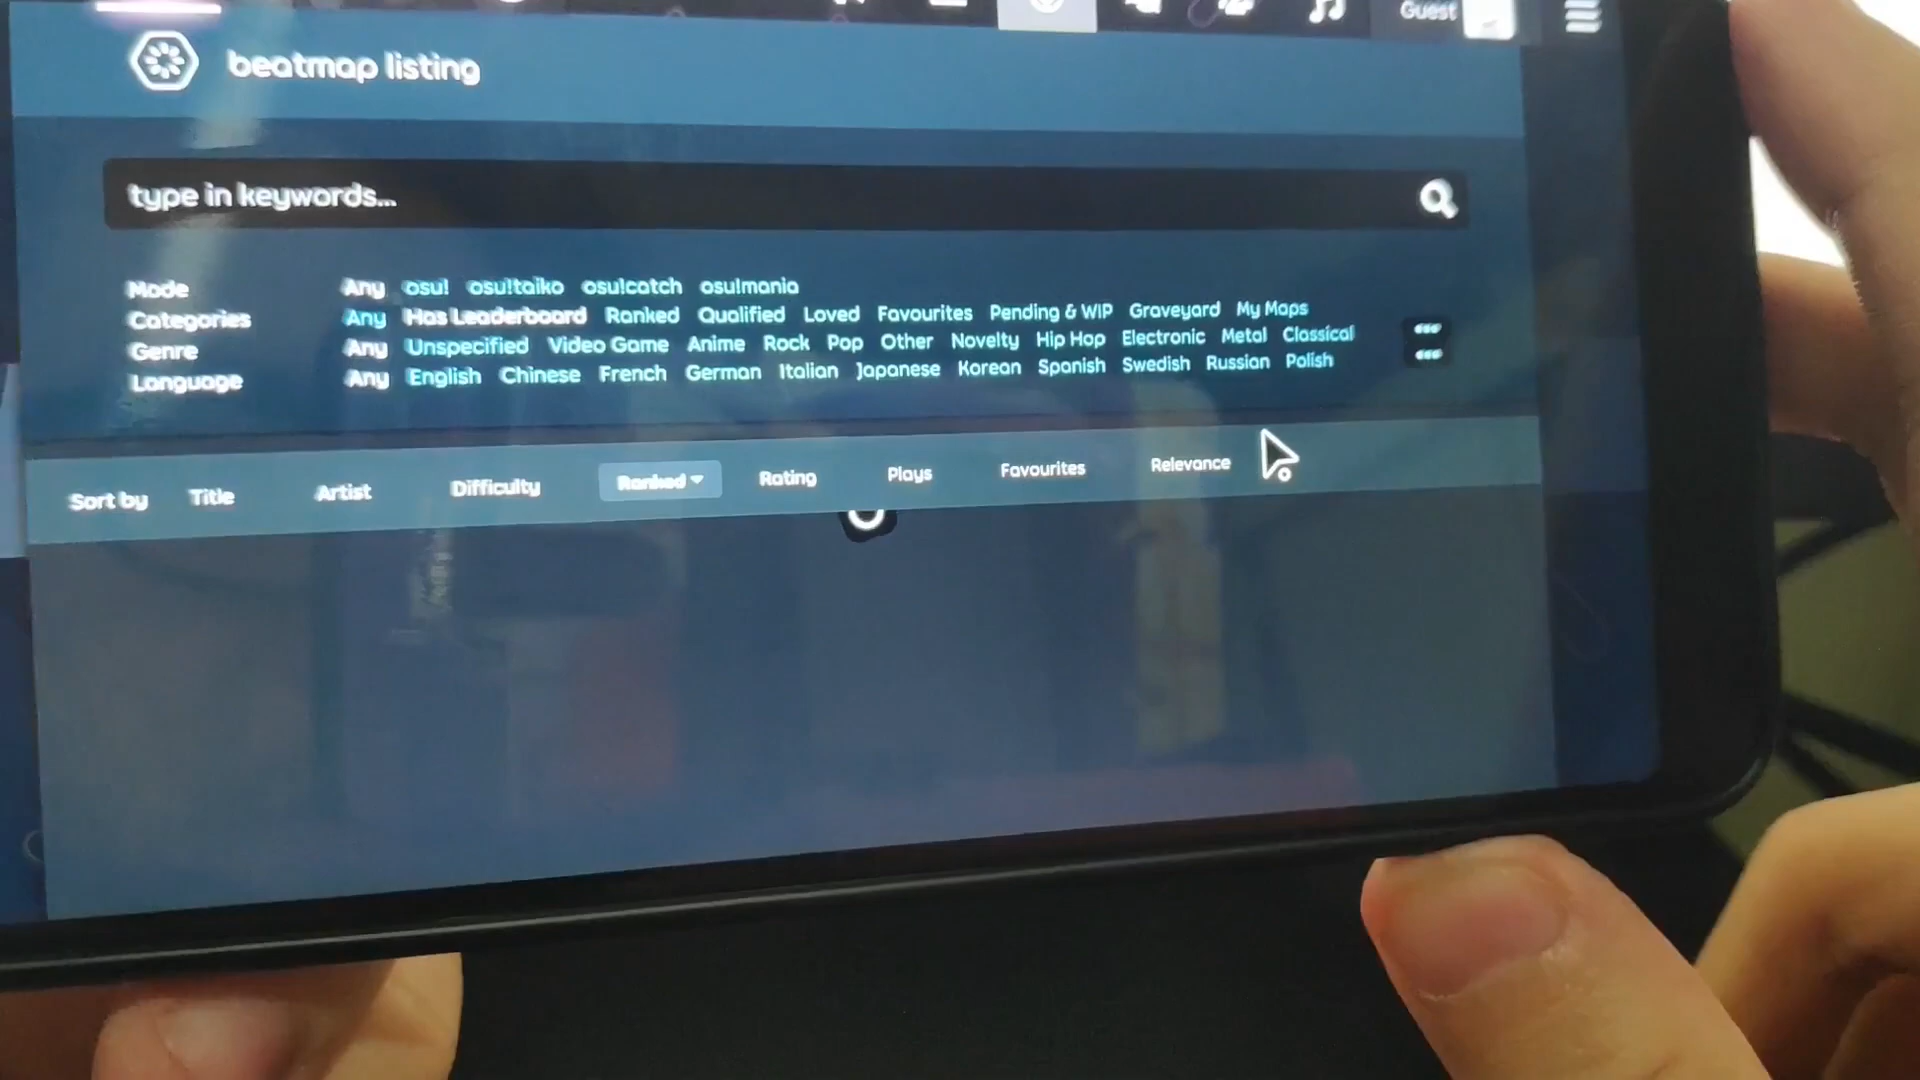 Guest
beatmap listing
type in keywords...
Mode Any osu! osu!taiko osu!catch osu!mania
Categories Any Has Leaderboard Ranked Qualified Loved Favourites Pending & WIP Graveyard My Maps
Genre Any Unspecified Video Game Anime Rock Pop Other Novelty Hip Hop Electronic Metal Classical
Language Any English Chinese French German Italian Japanese Korean Spanish Swedish Russian Polish
Sort by Title Artist Difficulty Ranked Rating Plays Favourites Relevance